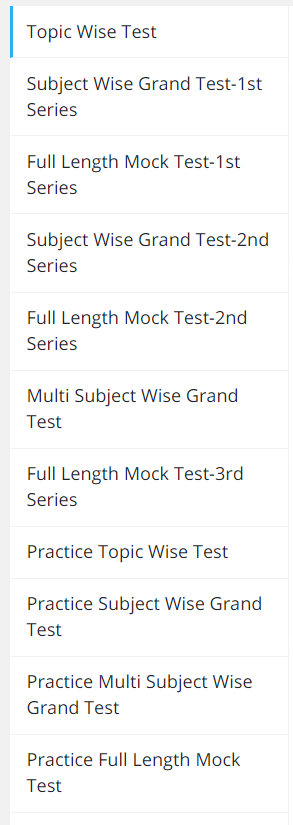 Topic Wise Test
Subject Wise Grand Test-1st
Series
Full Length Mock Test-1st
Series
Subject Wise Grand Test-2nd
Series
Full Length Mock Test-2nd
Series
Multi Subject Wise Grand
Test
Full Length Mock Test-3rd
Series
Practice Topic Wise Test
Practice Subject Wise Grand
Test
Practice Multi Subject Wise
Grand Test
Practice Full Length Mock
Test